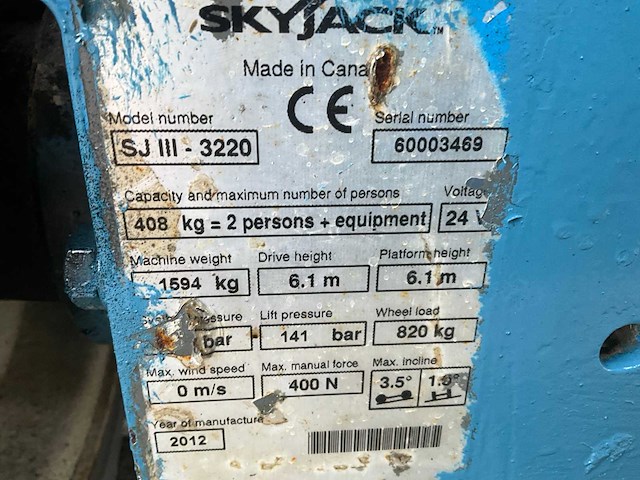 SKYJACK™
Made in Cana
CE
Model number Serial number
SJ III - 3220 60003469
Capacity and maximum number of persons Voltag
408 kg = 2 persons + equipment 24 V
Machine weight Drive height Platform height
1594 kg 6.1 m 6.1 m
Lift pressure Wheel load
bar 141 bar 820 kg
Max. wind speed Max. manual force Max. incline
0 m/s 400 N 3.5°
Year of manufacture
2012